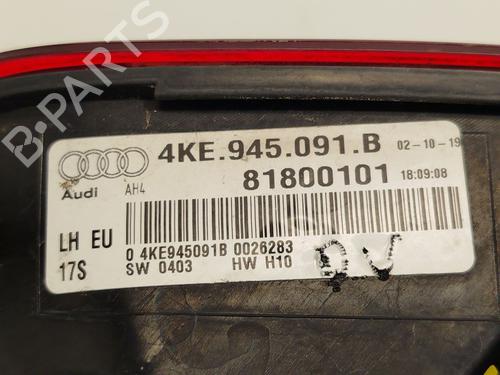 4KE.945.091.B 02-10-19
Audi AH4 81800101 18:09:08
LH EU
17S
0 4KE945091B 0026283
SW 0403 HW H10
D V
B-PARTS